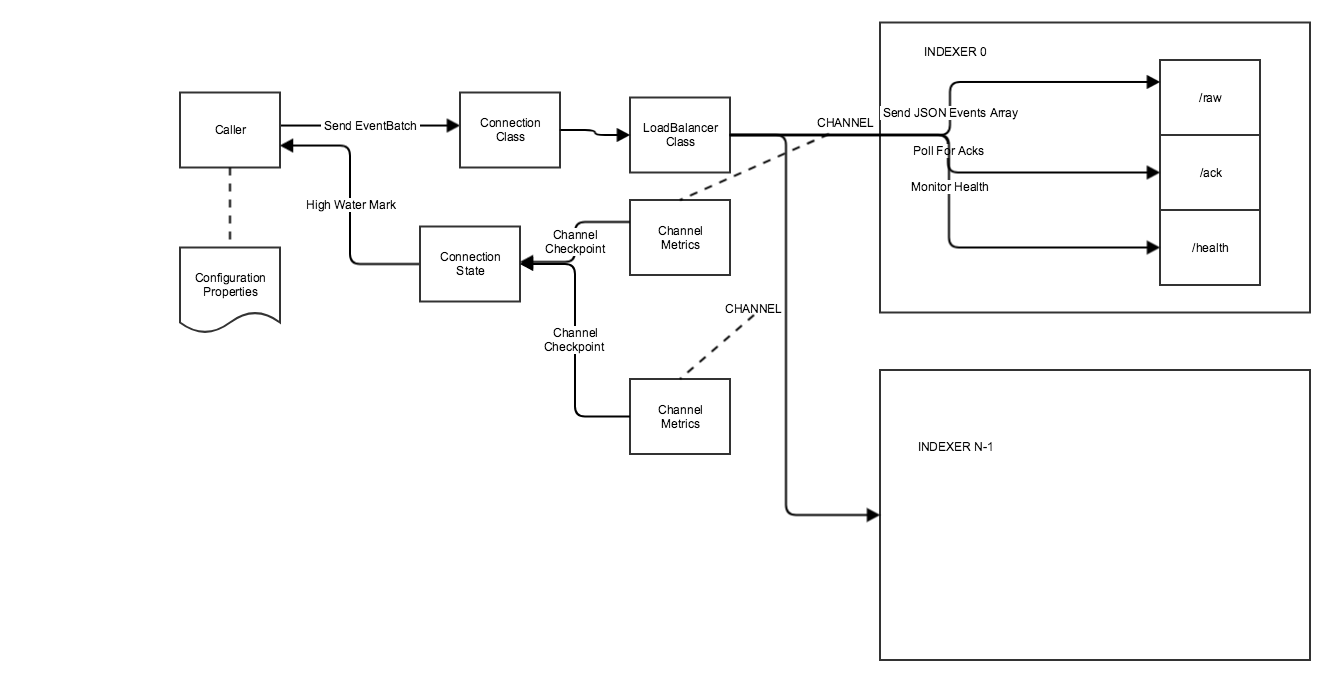 INDEXER 0
Caller
Send EventBatch
Connection
Class
LoadBalancer
Class
CHANNEL
Send JSON Events Array
/raw
Poll For Acks
/ack
Monitor Health
/health
High Water Mark
Channel
Checkpoint
Channel
Metrics
Connection
State
Configuration
Properties
CHANNEL
Channel
Checkpoint
Channel
Metrics
INDEXER N-1